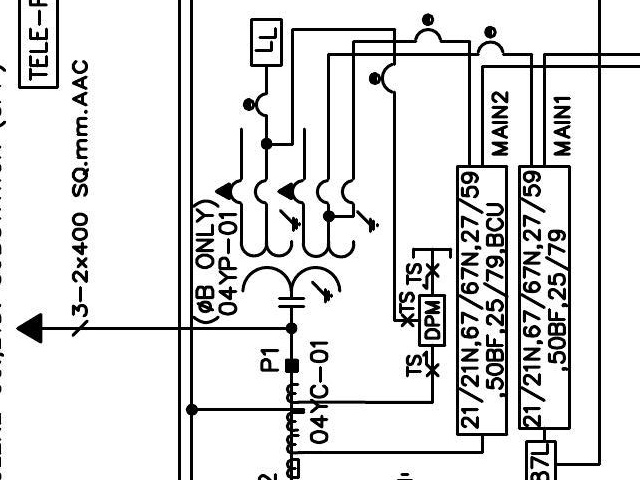 TELE-P
3-2x400 SQ.mm.AAC
LL
(øB ONLY)
04YP-01
P1
04YC-01
TS
TS
TS
DPM
MAIN2
21/21N,67/67N,27/59
,50BF,25/79,BCU
MAIN1
21/21N,67/67N,27/59
,50BF,25/79
87L